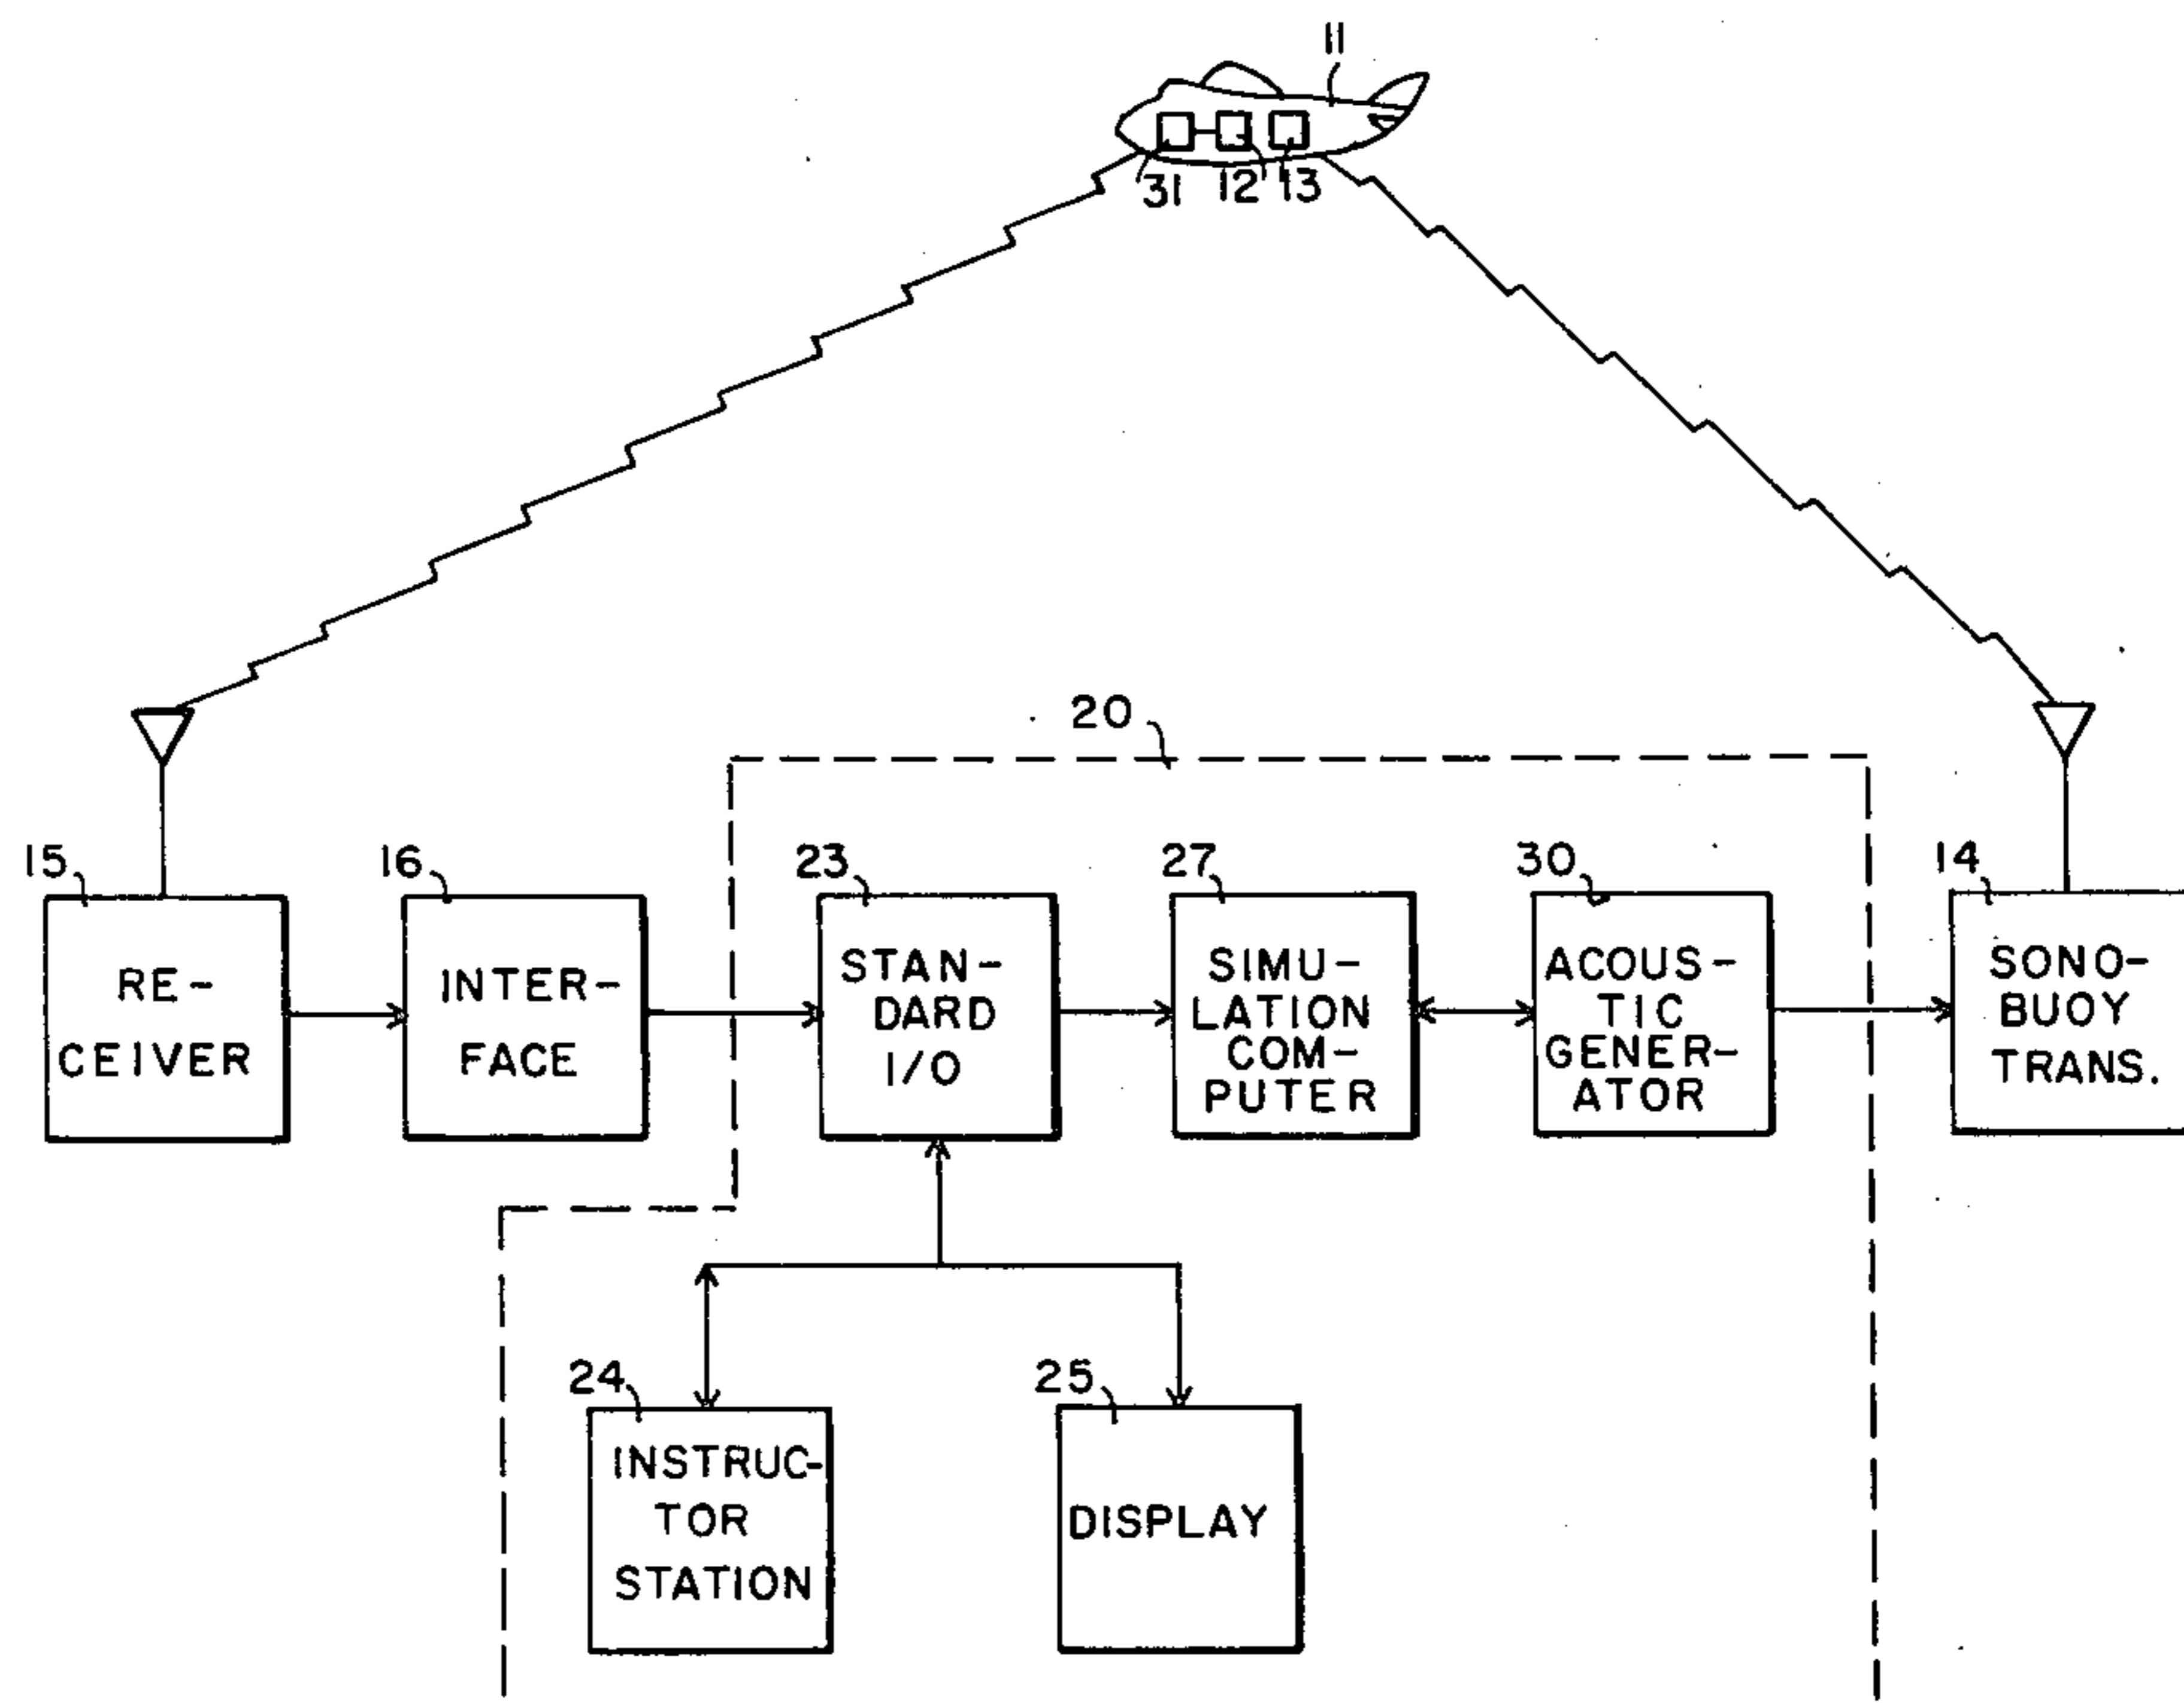 11
31 12 13
20
15
RE-
CEIVER
16
INTER-
FACE
23
STAN-
DARD
I/O
27
SIMU-
LATION
COM-
PUTER
30
ACOUS-
TIC
GENER-
ATOR
14
SONO-
BUOY
TRANS.
24
INSTRUC-
TOR
STATION
25
DISPLAY